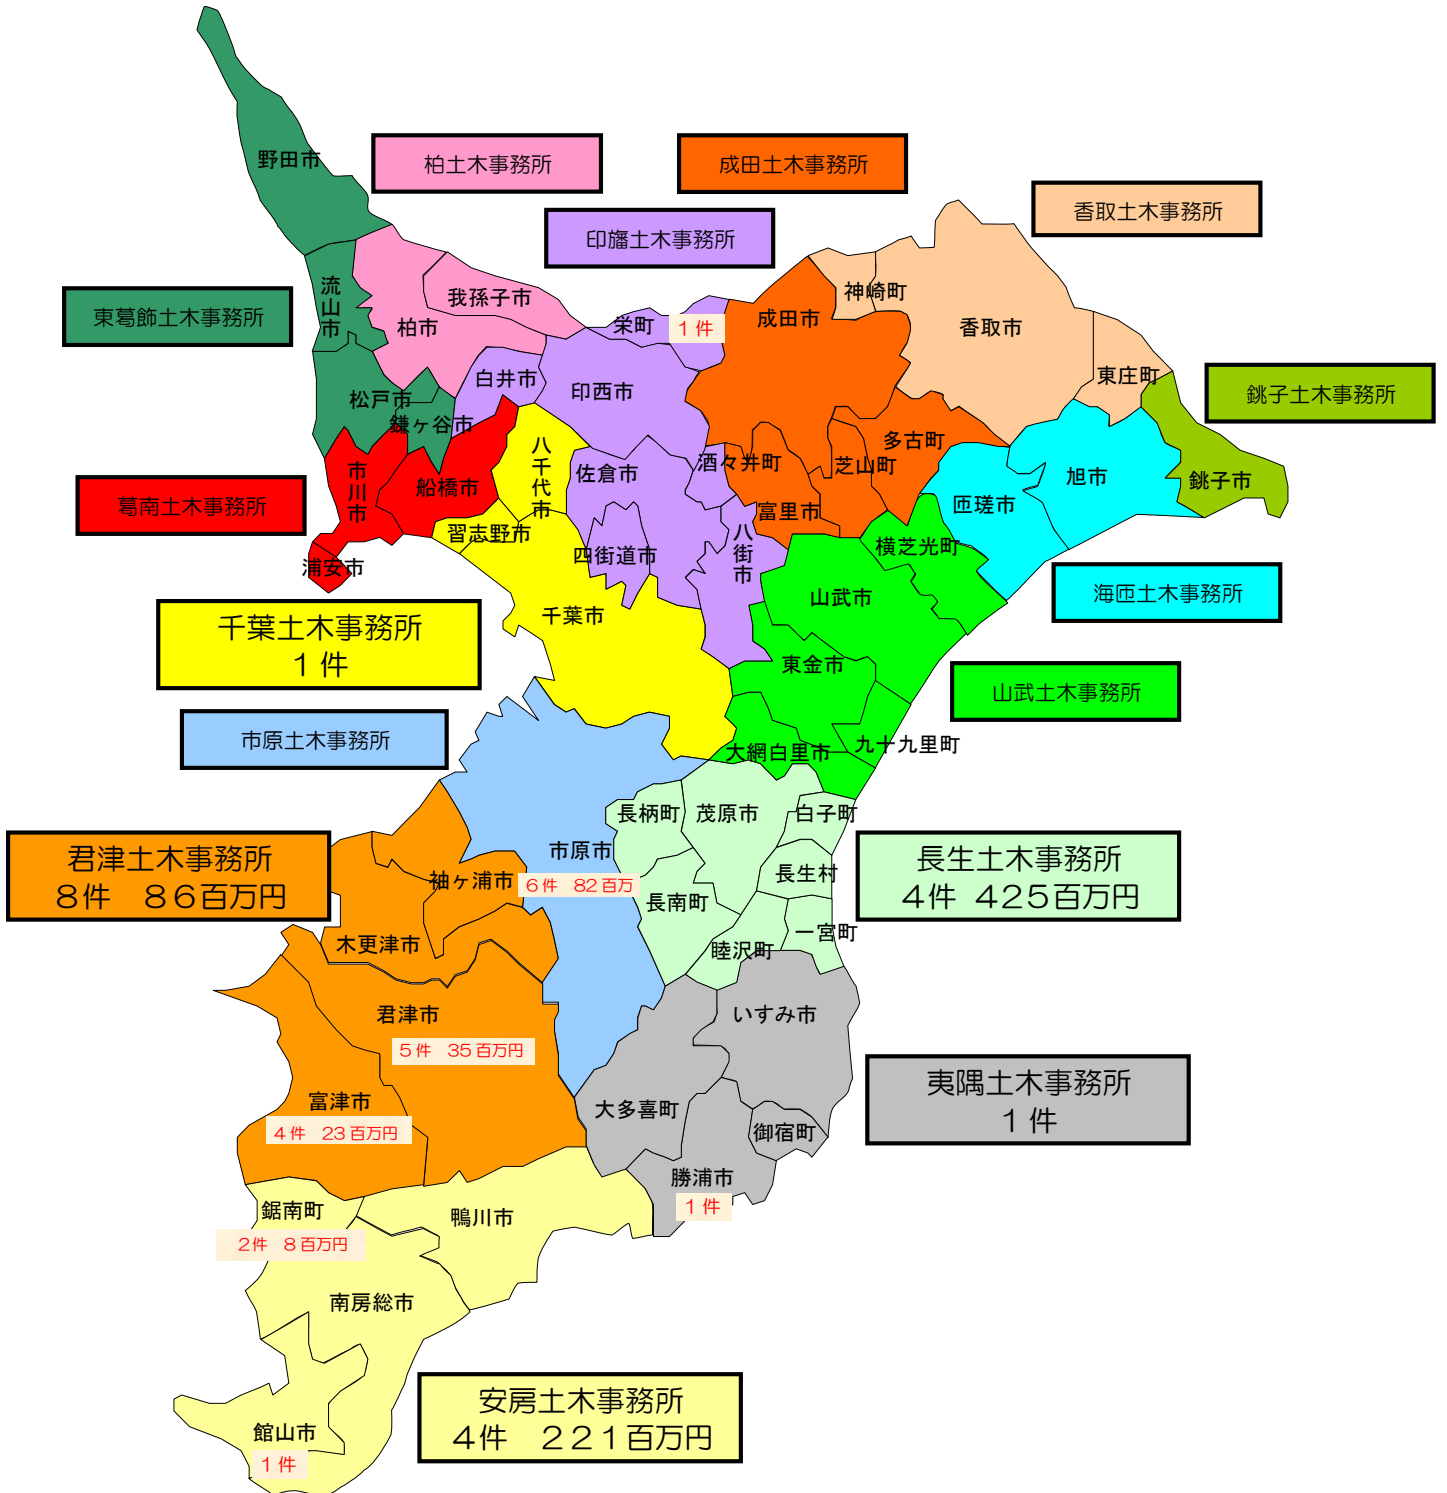 野田市
柏土木事務所
成田土木事務所
香取土木事務所
印旛土木事務所
流山市
我孫子市
神崎町
東葛飾土木事務所
柏市
栄町
1件
成田市
香取市
白井市
印西市
東庄町
銚子土木事務所
松戸市
鎌ヶ谷市
八千代市
佐倉市
酒々井町
芝山町
多古町
市川市
船橋市
旭市
銚子市
葛南土木事務所
習志野市
四街道市
八街市
富里市
匝瑳市
横芝光町
浦安市
海匝土木事務所
千葉土木事務所
1件
千葉市
山武市
東金市
山武土木事務所
市原土木事務所
大網白里市
九十九里町
長柄町
茂原市
白子町
君津土木事務所
8件　86百万円
市原市
6件　82百万
袖ヶ浦市
長南町
長生村
長生土木事務所
4件 425百万円
木更津市
睦沢町
一宮町
君津市
5件　35百万円
いすみ市
富津市
4件　23百万円
大多喜町
御宿町
夷隅土木事務所
1件
勝浦市
1件
鋸南町
2件　8百万円
鴨川市
南房総市
安房土木事務所
4件　221百万円
館山市
1件